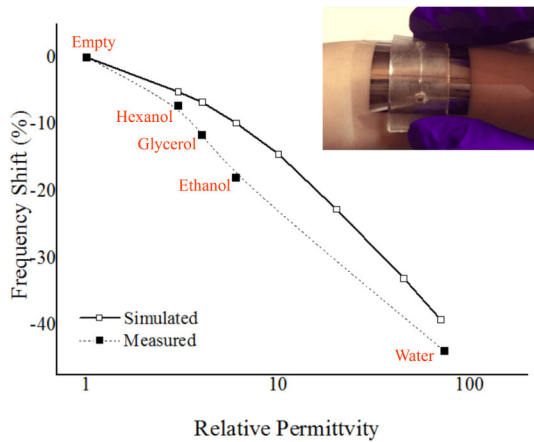 Empty
0
Hexanol
-10
Glycerol
Ethanol
-20
-30
-40
Simulated
Measured
Water
Frequency Shift (%)
1
10
100
Relative Permittvity